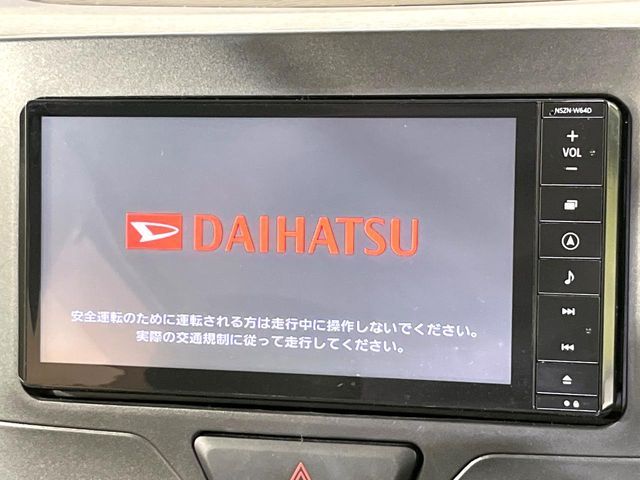 NSZN-W64D
+
VOL
−
DAIHATSU
安全運転のために運転される方は走行中に操作しないでください。
実際の交通規制に従って走行してください。